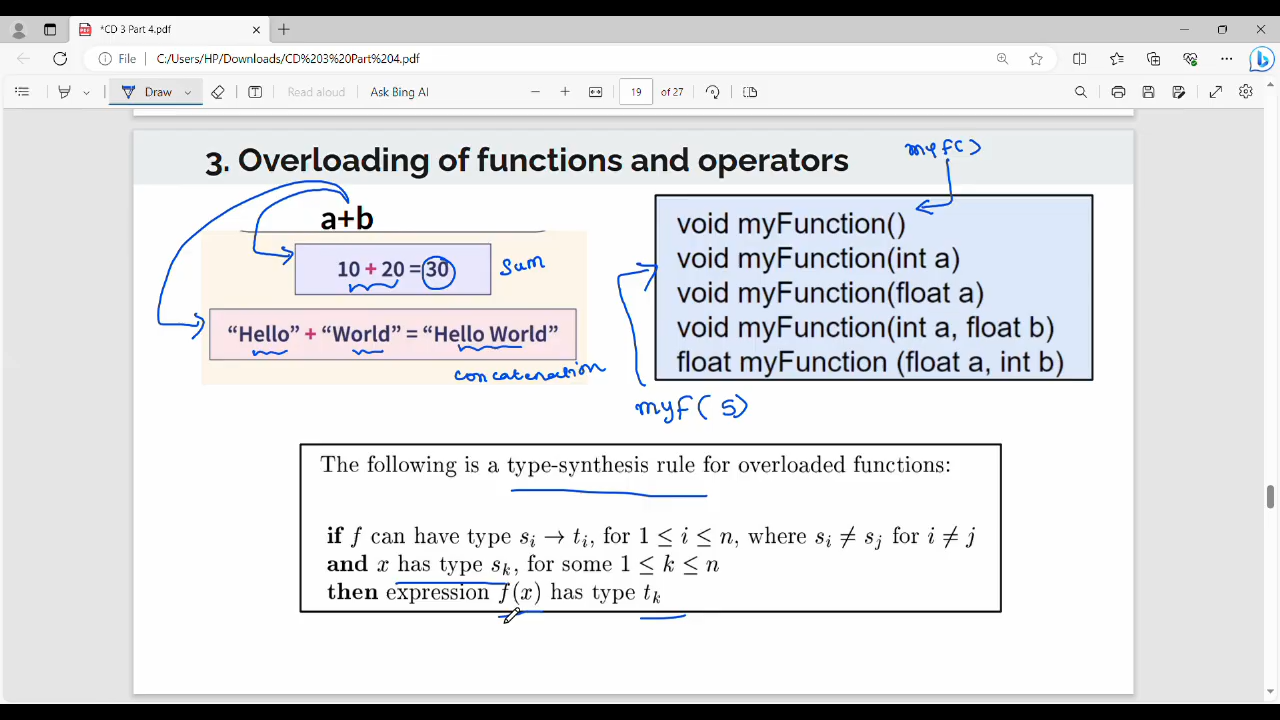 *CD 3 Part 4.pdf
File
C:/Users/HP/Downloads/CD%203%20Part%204.pdf
Draw
Read aloud
Ask Bing AI
19 of 27
3. Overloading of functions and operators
myf()
a+b
10 + 20 = 30
Sum
"Hello" + "World" = "Hello World"
concatenation
void myFunction()
void myFunction(int a)
void myFunction(float a)
void myFunction(int a, float b)
float myFunction (float a, int b)
myf( 5)
The following is a type-synthesis rule for overloaded functions:
if f can have type sᵢ → tᵢ, for 1 ≤ i ≤ n, where sᵢ ≠ sⱼ for i ≠ j
and x has type sₖ, for some 1 ≤ k ≤ n
then expression f(x) has type tₖ